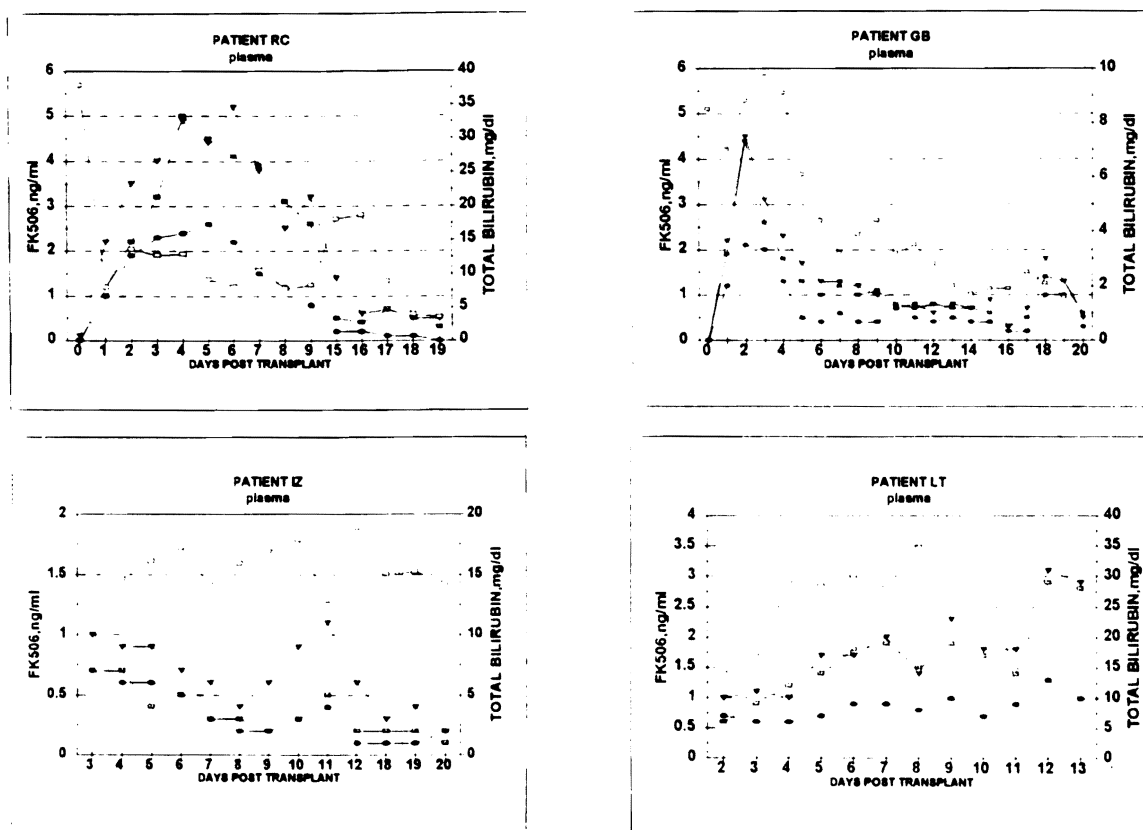 PATIENT RC
plasma
6
5
4
3
2
1
0
FK506,ng/ml
40
35
30
25
20
15
10
5
0
TOTAL BILIRUBIN,mg/dl
0 1 2 3 4 5 6 7 8 9 15 16 17 18 19
DAYS POST TRANSPLANT
PATIENT GB
plasma
6
5
4
3
2
1
0
FK506,ng/ml
10
8
6
4
2
0
TOTAL BILIRUBIN,mg/dl
0 2 4 6 8 10 12 14 16 18 20
DAYS POST TRANSPLANT
PATIENT IZ
plasma
2
1.5
1
0.5
0
FK506,ng/ml
20
15
10
5
0
TOTAL BILIRUBIN,mg/dl
3 4 5 6 7 8 9 10 11 12 18 19 20
DAYS POST TRANSPLANT
PATIENT LT
plasma
4
3.5
3
2.5
2
1.5
1
0.5
0
FK506,ng/ml
40
35
30
25
20
15
10
5
0
TOTAL BILIRUBIN,mg/dl
2 3 4 5 6 7 8 9 10 11 12 13
DAYS POST TRANSPLANT